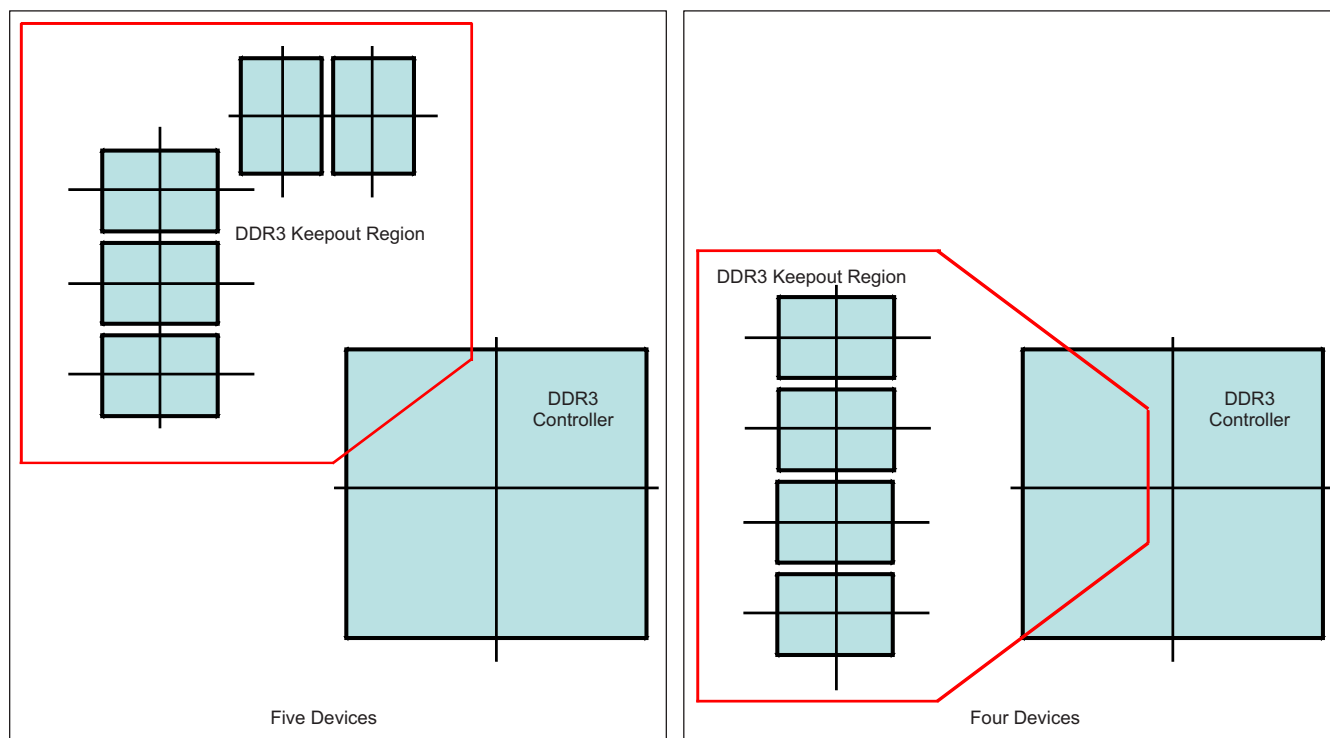 DDR3 Keepout Region
DDR3
Controller
Five Devices
DDR3 Keepout Region
DDR3
Controller
Four Devices